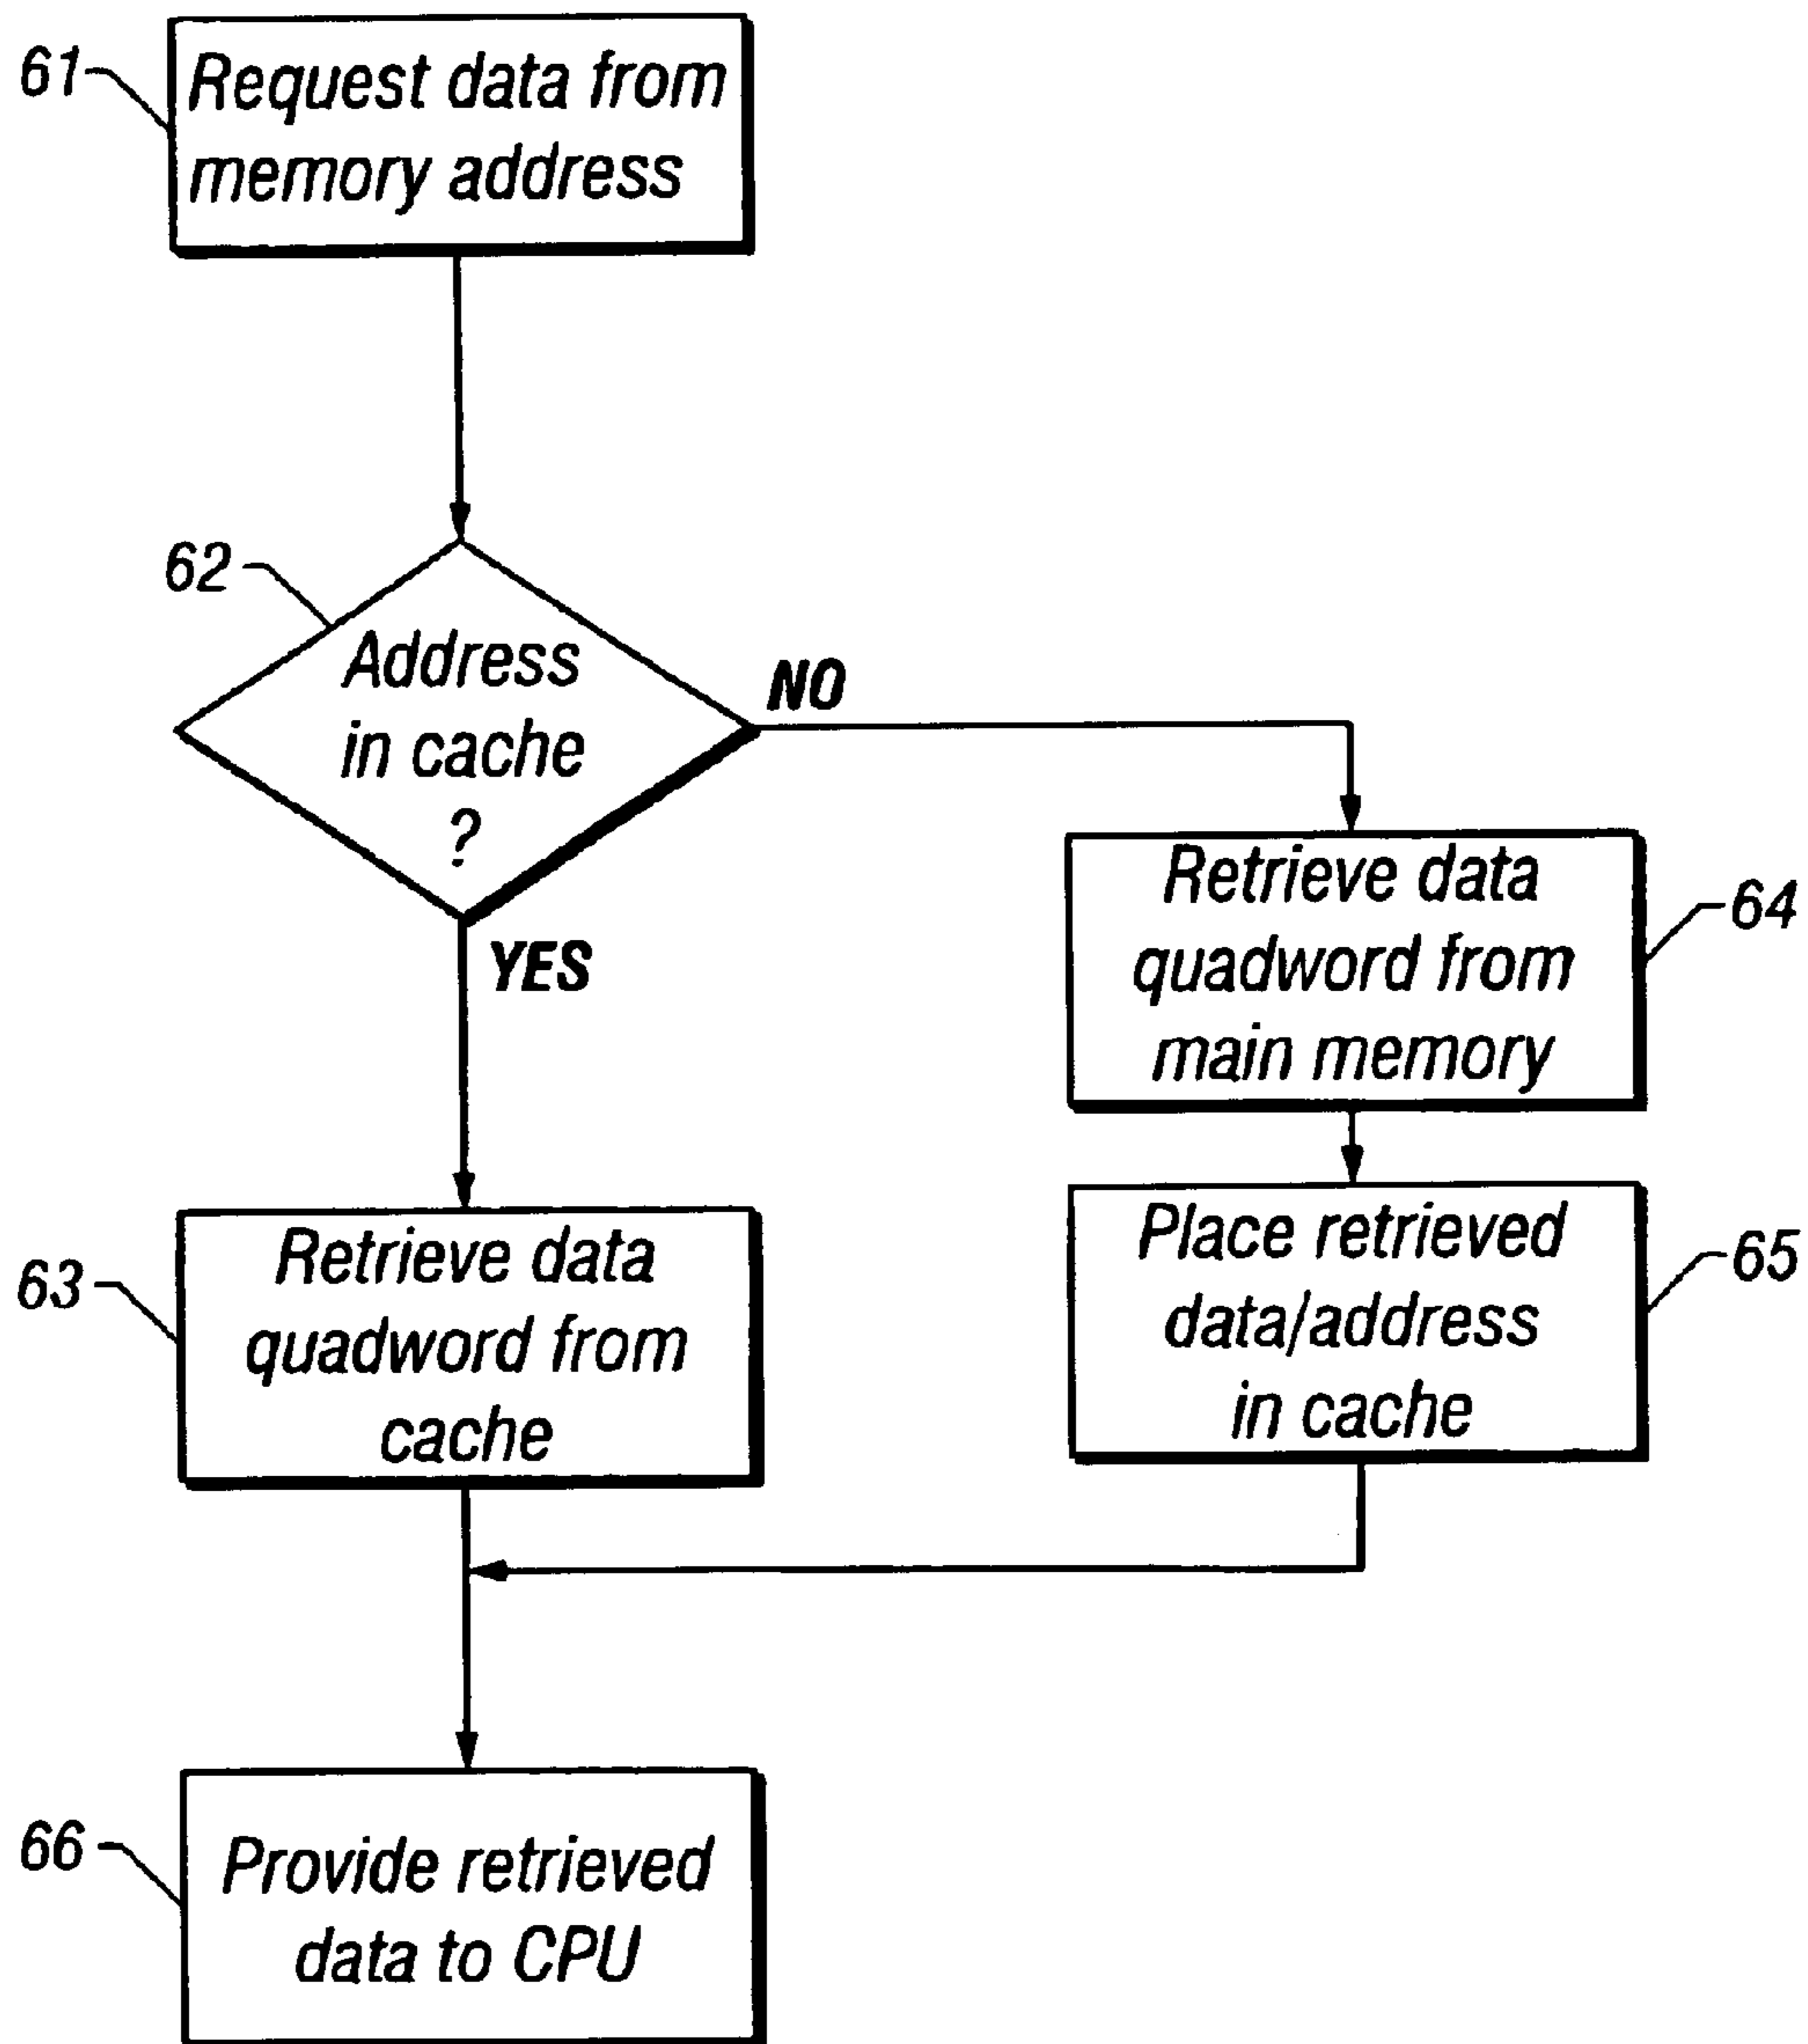 61
Request data from
memory address
62
Address
in cache
?
NO
YES
Retrieve data
quadword from
main memory
64
63
Retrieve data
quadword from
cache
Place retrieved
data/address
in cache
65
66
Provide retrieved
data to CPU